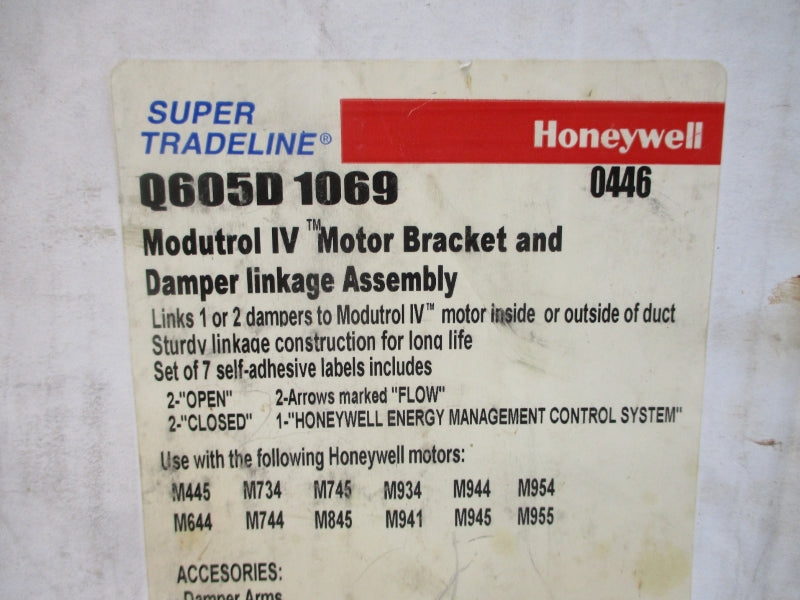 SUPER
TRADELINE®
Honeywell
Q605D 1069 0446
Modutrol IV™ Motor Bracket and
Damper linkage Assembly
Links 1 or 2 dampers to Modutrol IV™ motor inside or outside of duct
Sturdy linkage construction for long life
Set of 7 self-adhesive labels includes
2-"OPEN" 2-Arrows marked "FLOW"
2-"CLOSED" 1-"HONEYWELL ENERGY MANAGEMENT CONTROL SYSTEM"
Use with the following Honeywell motors:
M445 M734 M745 M934 M944 M954
M644 M744 M845 M941 M945 M955
ACCESORIES:
Damper Arms